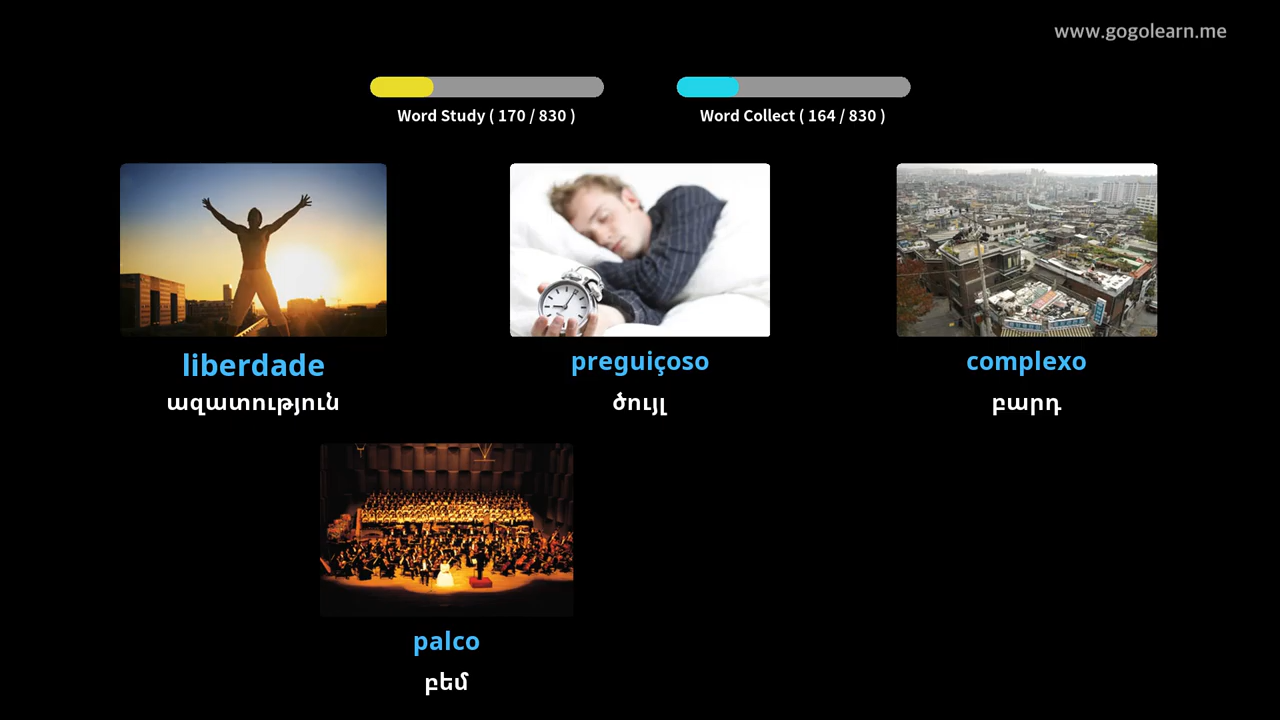 www.gogolearn.me
Word Study ( 170 / 830 )
Word Collect ( 164 / 830 )
liberdade
ազատություն
preguiçoso
ծույլ
complexo
բարդ
palco
բեմ